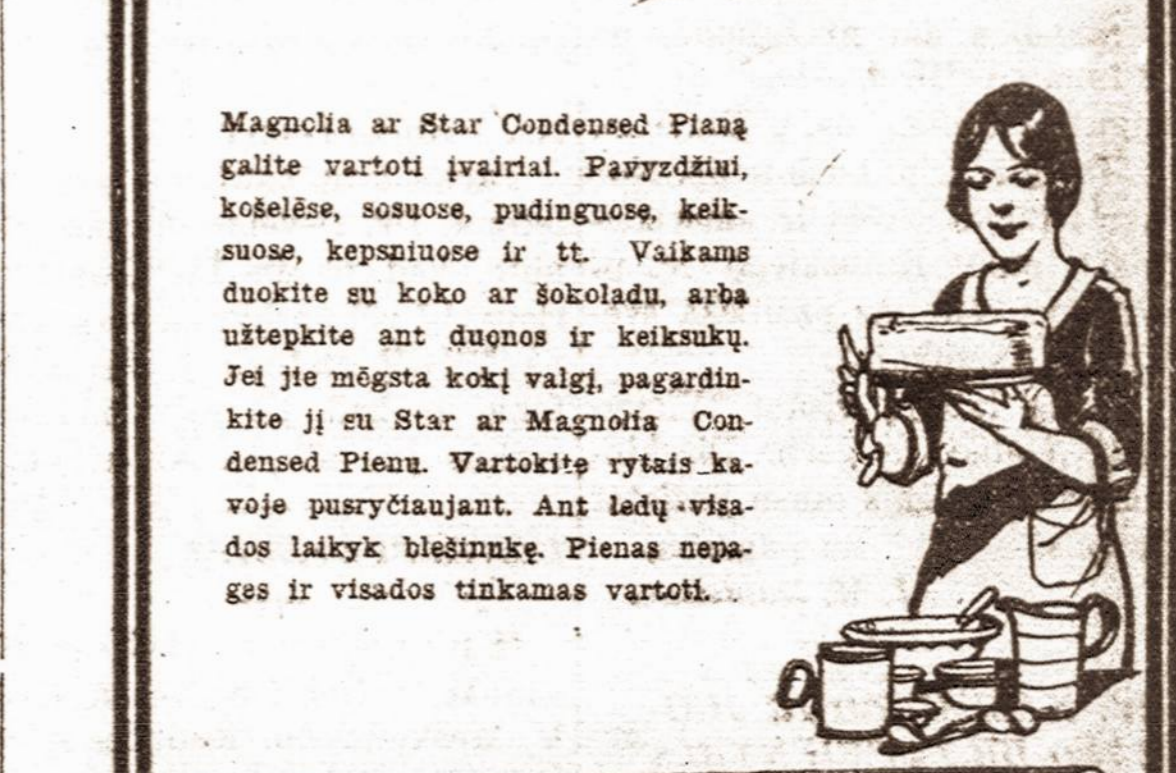 Magnolia ar Star Condensed Pianą
galite vartoti įvairiai. Pavyzdžiui,
košelėse, sosuose, pudinguose, keik-
suose, kepsniuose ir tt. Vaikams
duokite su koko ar šokoladu, arba
užtepkite ant duonos ir keiksukų.
Jei jie mėgsta kokį valgį, pagardin-
kite jį su Star ar Magnolia Con-
densed Pienu. Vartokite rytais ka-
voje pusryčiaujant. Ant ledų visa-
dos laikyk blešinukę. Pienas nepa-
ges ir visados tinkamas vartoti.